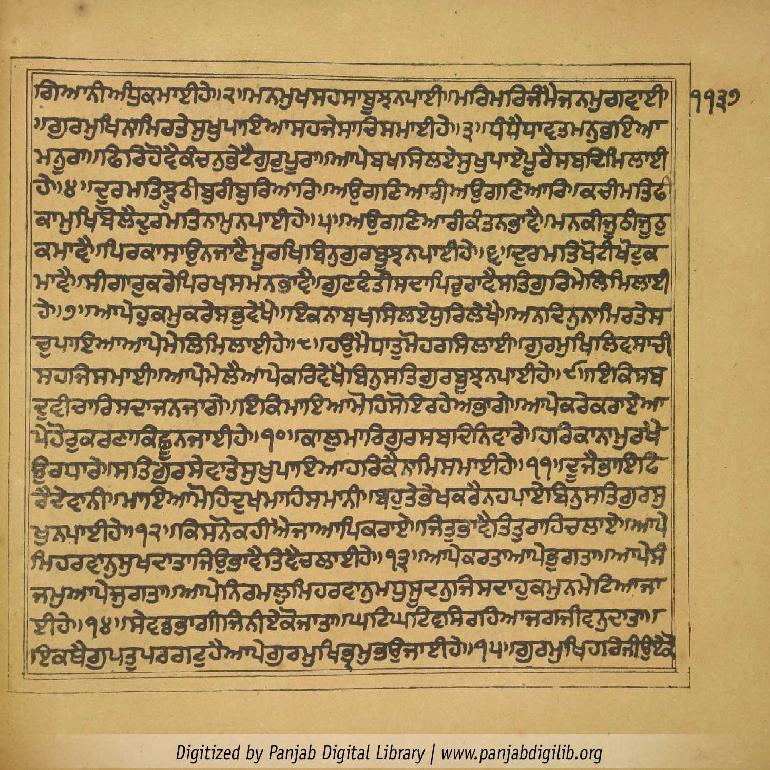 ਗਿਆਨੀਅੰਧੁਕਮਾਈਹੇ॥੨॥ਮਨਮੁਖਸਹਸਾਬੂਝਨਪਾਈ॥ਮਰਿਮਰਿਜੰਮੈਜਨਮੁਗਵਾਈ ੧੧੩੭
॥ਗੁਰਮੁਖਿਨਾਮਿਰਤੇਸੁਖੁਪਾਇਆਸਹਜੇਸਾਚਿਸਮਾਈਹੇ॥੩॥ਧੰਧੈਧਾਵਤਮਨੁਭਇਆ
ਮਨੂਰਾ॥ਫਿਰਿਹੋਵੈਕੰਚਨੁਭੇਟੈਗੁਰੁਪੂਰਾ॥ਆਪੇਬਖਸਿਲਏਸੁਖੁਪਾਏਪੂਰੈਸਬਦਿਮਿਲਾਈ
ਹੇ॥੪॥ਦੁਰਮਤਿਝੂਠੀਬੁਰੀਬੁਰਿਆਰਿ॥ਅਉਗਣਿਆਰੀਅਉਗਣਿਆਰਿ॥ਕਚੀਮਤਿਫੀ
ਕਾਮੁਖਿਬੋਲੈਦੁਰਮਤਿਨਾਮੁਨਪਾਈਹੇ॥੫॥ਅਉਗਣਿਆਰੀਕੰਤਨਭਾਵੈ॥ਮਨਕੀਜੂਠੀਜੂਠੁ
ਕਮਾਵੈ॥ਪਿਰਕਾਸਾਉਨਜਾਣੈਮੂਰਖਿਬਿਨੁਗੁਰਬੂਝਨਪਾਈਹੇ॥੬॥ਦੁਰਮਤਿਖੋਟੀਖੋਟੁਕ
ਮਾਵੈ॥ਸੀਗਾਰੁਕਰੇਪਿਰਖਸਮਨਭਾਵੈ॥ਗੁਣਵੰਤੀਸਦਾਪਿਰੁਰਾਵੈਸਤਿਗੁਰਿਮੇਲਿਮਿਲਾਈ
ਹੇ॥੭॥ਆਪੇਹੁਕਮੁਕਰੇਸਭੁਵੇਖੈ॥ਇਕਨਾਬਖਸਿਲਏਧੁਰਿਲੇਖੈ॥ਅਨਦਿਨੁਨਾਮਿਰਤੇਸ
ਚੁਪਾਇਆਆਪੇਮੇਲਿਮਿਲਾਈਹੇ॥੮॥ਹਉਮੈਧਾਤੁਮੋਹਰਸਿਲਾਈ॥ਗੁਰਮੁਖਿਲਿਵਸਾਚੀ
ਸਹਜਿਸਮਾਈ॥ਆਪੇਮੇਲੈਆਪੇਕਰਿਵੇਖੈਬਿਨੁਸਤਿਗੁਰਬੂਝਨਪਾਈਹੇ॥੯॥ਇਕਿਸਬ
ਦੁਵੀਚਾਰਿਸਦਾਜਨਜਾਗੇ॥ਇਕਿਮਾਇਆਮੋਹਿਸੋਇਰਹੇਅਭਾਗੇ॥ਆਪੇਕਰੇਕਰਾਏਆ
ਪੇਹੋਰੁਕਰਣਾਕਿਛੂਨਜਾਈਹੇ॥੧੦॥ਕਾਲੁਮਾਰਿਗੁਰਸਬਦਿਨਿਵਾਰੇ॥ਹਰਿਕਾਨਾਮੁਰਖੈ
ਉਰਧਾਰੇ॥ਸਤਿਗੁਰਸੇਵਾਤੇਸੁਖੁਪਾਇਆਹਰਿਕੈਨਾਮਿਸਮਾਈਹੇ॥੧੧॥ਦੂਜੈਭਾਇਫਿ
ਰੈਦੇਵਾਨੀ॥ਮਾਇਆਮੋਹਿਦੁਖਮਾਹਿਸਮਾਨੀ॥ਬਹੁਤੇਭੇਖਕਰੈਨਹਪਾਏਬਿਨੁਸਤਿਗੁਰਸੁ
ਖੁਨਪਾਈਹੇ॥੧੨॥ਕਿਸਨੋਕਹੀਐਜਾਆਪਿਕਰਾਏ॥ਜਿਤੁਭਾਵੈਤਿਤੁਰਾਹਿਚਲਾਏ॥ਆਪੇ
ਮਿਹਰਵਾਨੁਸੁਖਦਾਤਾਜਿਉਭਾਵੈਤਿਵੈਚਲਾਈਹੇ॥੧੩॥ਆਪੇਕਰਤਾਆਪੇਭੁਗਤਾ॥ਆਪੇਸੰ
ਜਮੁਆਪੇਜੁਗਤਾ॥ਆਪੇਨਿਰਮਲੁਮਿਹਰਵਾਨੁਮਧੁਸੂਦਨੁਜਿਸਦਾਹੁਕਮੁਨਮੇਟਿਆਜਾ
ਈਹੇ॥੧੪॥ਸੇਵਡਭਾਗੀਜਿਨੀਏਕੋਜਾਤਾ॥ਘਟਿਘਟਿਵਸਿਰਹਿਆਜਗਜੀਵਨੁਦਾਤਾ॥
ਇਕਥੈਗੁਪਤੁਪਰਗਟੁਹੈਆਪੇਗੁਰਮੁਖਿਭ੍ਰਮੁਭਉਜਾਈਹੇ॥੧੫॥ਗੁਰਮੁਖਿਹਰਿਜੀਉਏਕੋ
Digitized by Panjab Digital Library | www.panjabdigilib.org